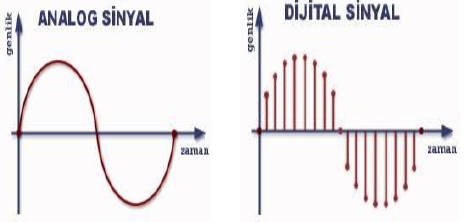 ANALOG SİNYAL
genlik
zaman
DİJİTAL SİNYAL
genlik
zaman